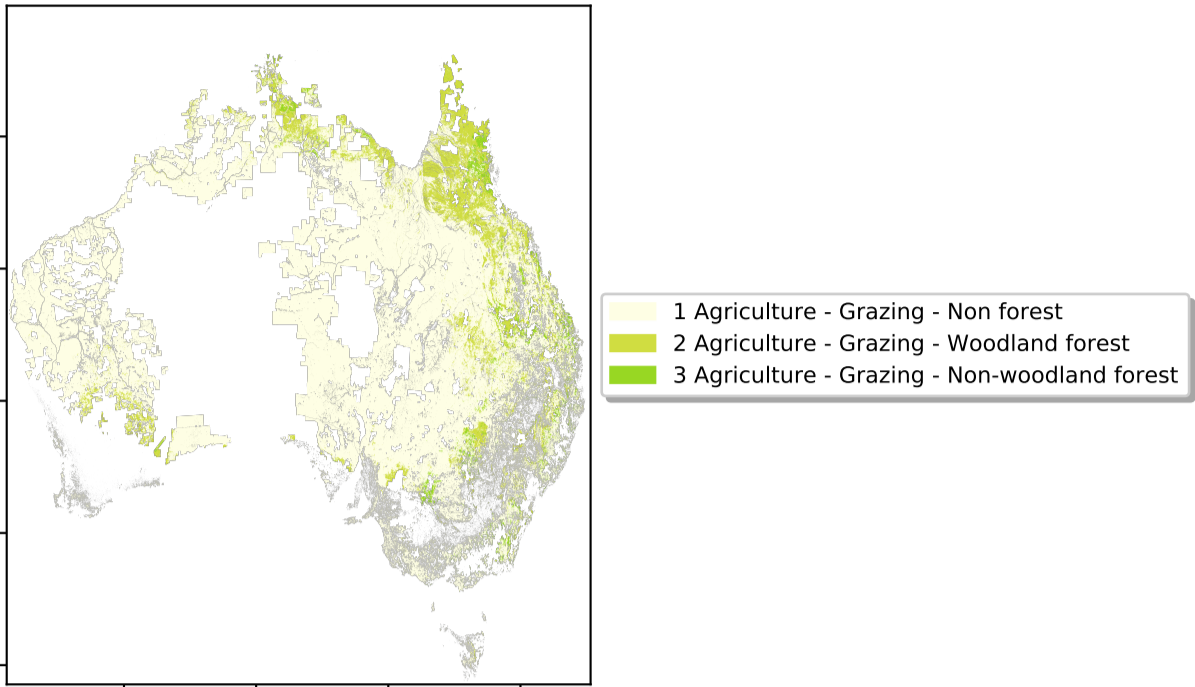 1 Agriculture - Grazing - Non forest
2 Agriculture - Grazing - Woodland forest
3 Agriculture - Grazing - Non-woodland forest